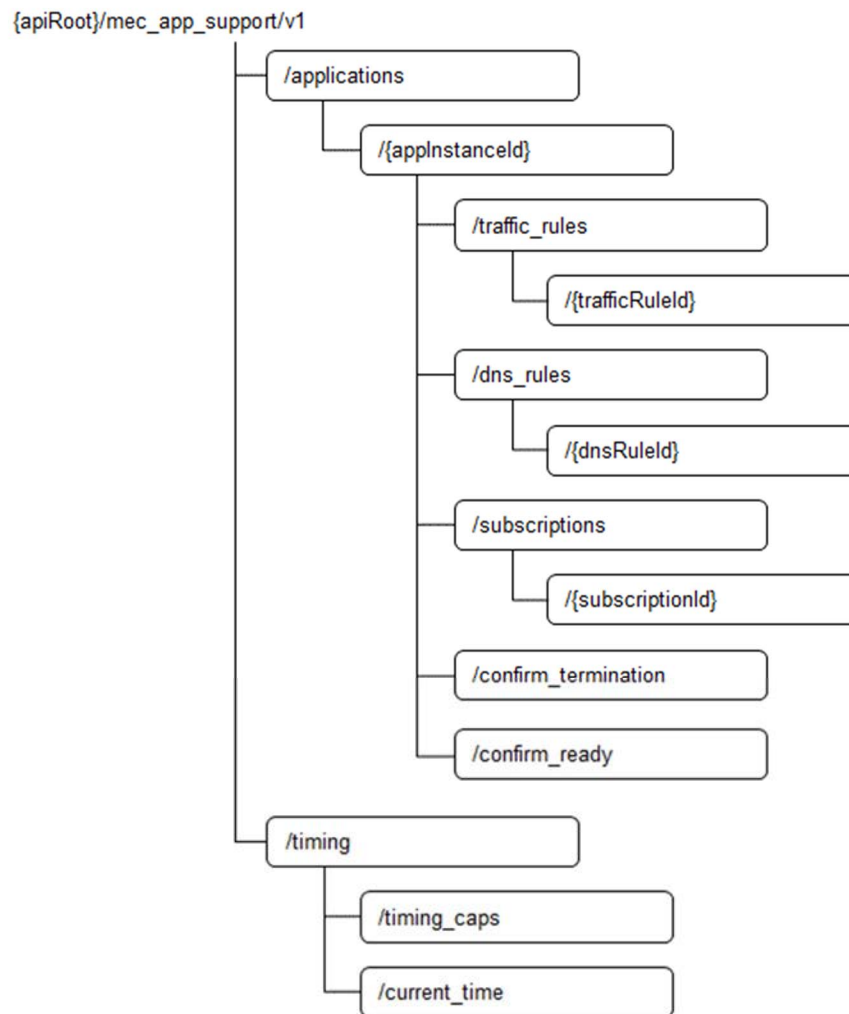 {apiRoot}/mec_app_support/v1
/applications
/{appInstanceId}
/traffic_rules
/{trafficRuleId}
/dns_rules
/{dnsRuleId}
/subscriptions
/{subscriptionId}
/confirm_termination
/confirm_ready
/timing
/timing_caps
/current_time